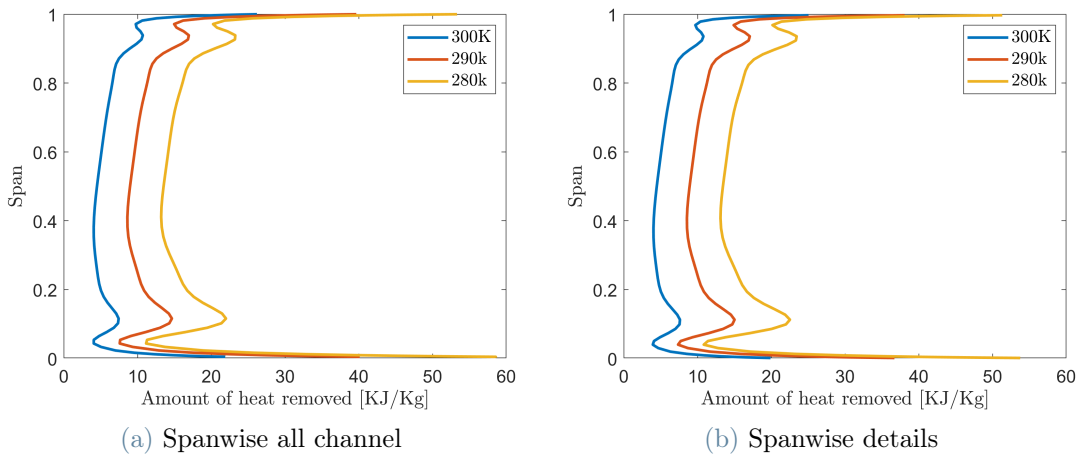 1
0.8
0.6
0.4
0.2
0
Span
300K
290k
280k
0 10 20 30 40 50 60
Amount of heat removed [KJ/Kg]
(a) Spanwise all channel
1
0.8
0.6
0.4
0.2
0
Span
300K
290k
280k
0 10 20 30 40 50 60
Amount of heat removed [KJ/Kg]
(b) Spanwise details